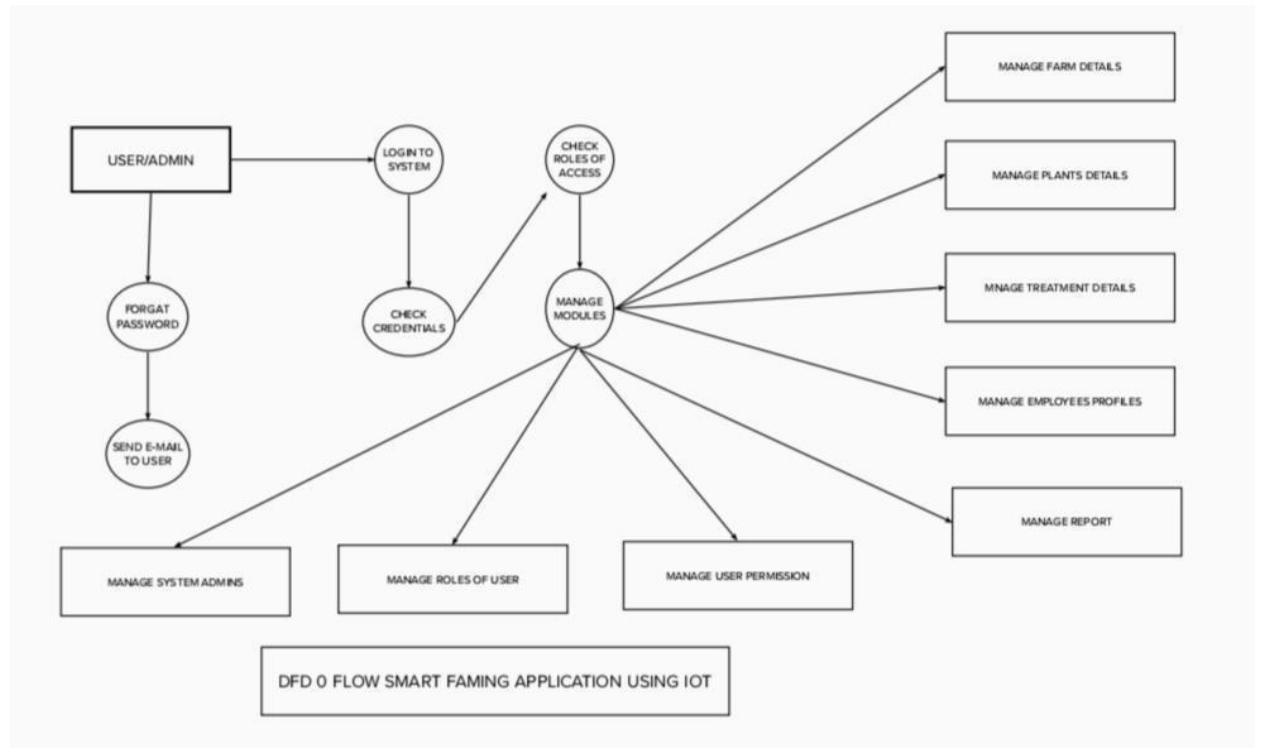 MANAGE FARM DETAILS
USER/ADMIN
LOGIN TO
SYSTEM
CHECK
ROLES OF
ACCESS
MANAGE PLANTS DETAILS
FORGAT
PASSWORD
CHECK
CREDENTIALS
MANAGE
MODULES
MNAGE TREATMENT DETAILS
MANAGE EMPLOYEES PROFILES
SEND E-MAIL
TO USER
MANAGE REPORT
MANAGE SYSTEM ADMINS
MANAGE ROLES OF USER
MANAGE USER PERMISSION
DFD 0 FLOW SMART FAMING APPLICATION USING IOT